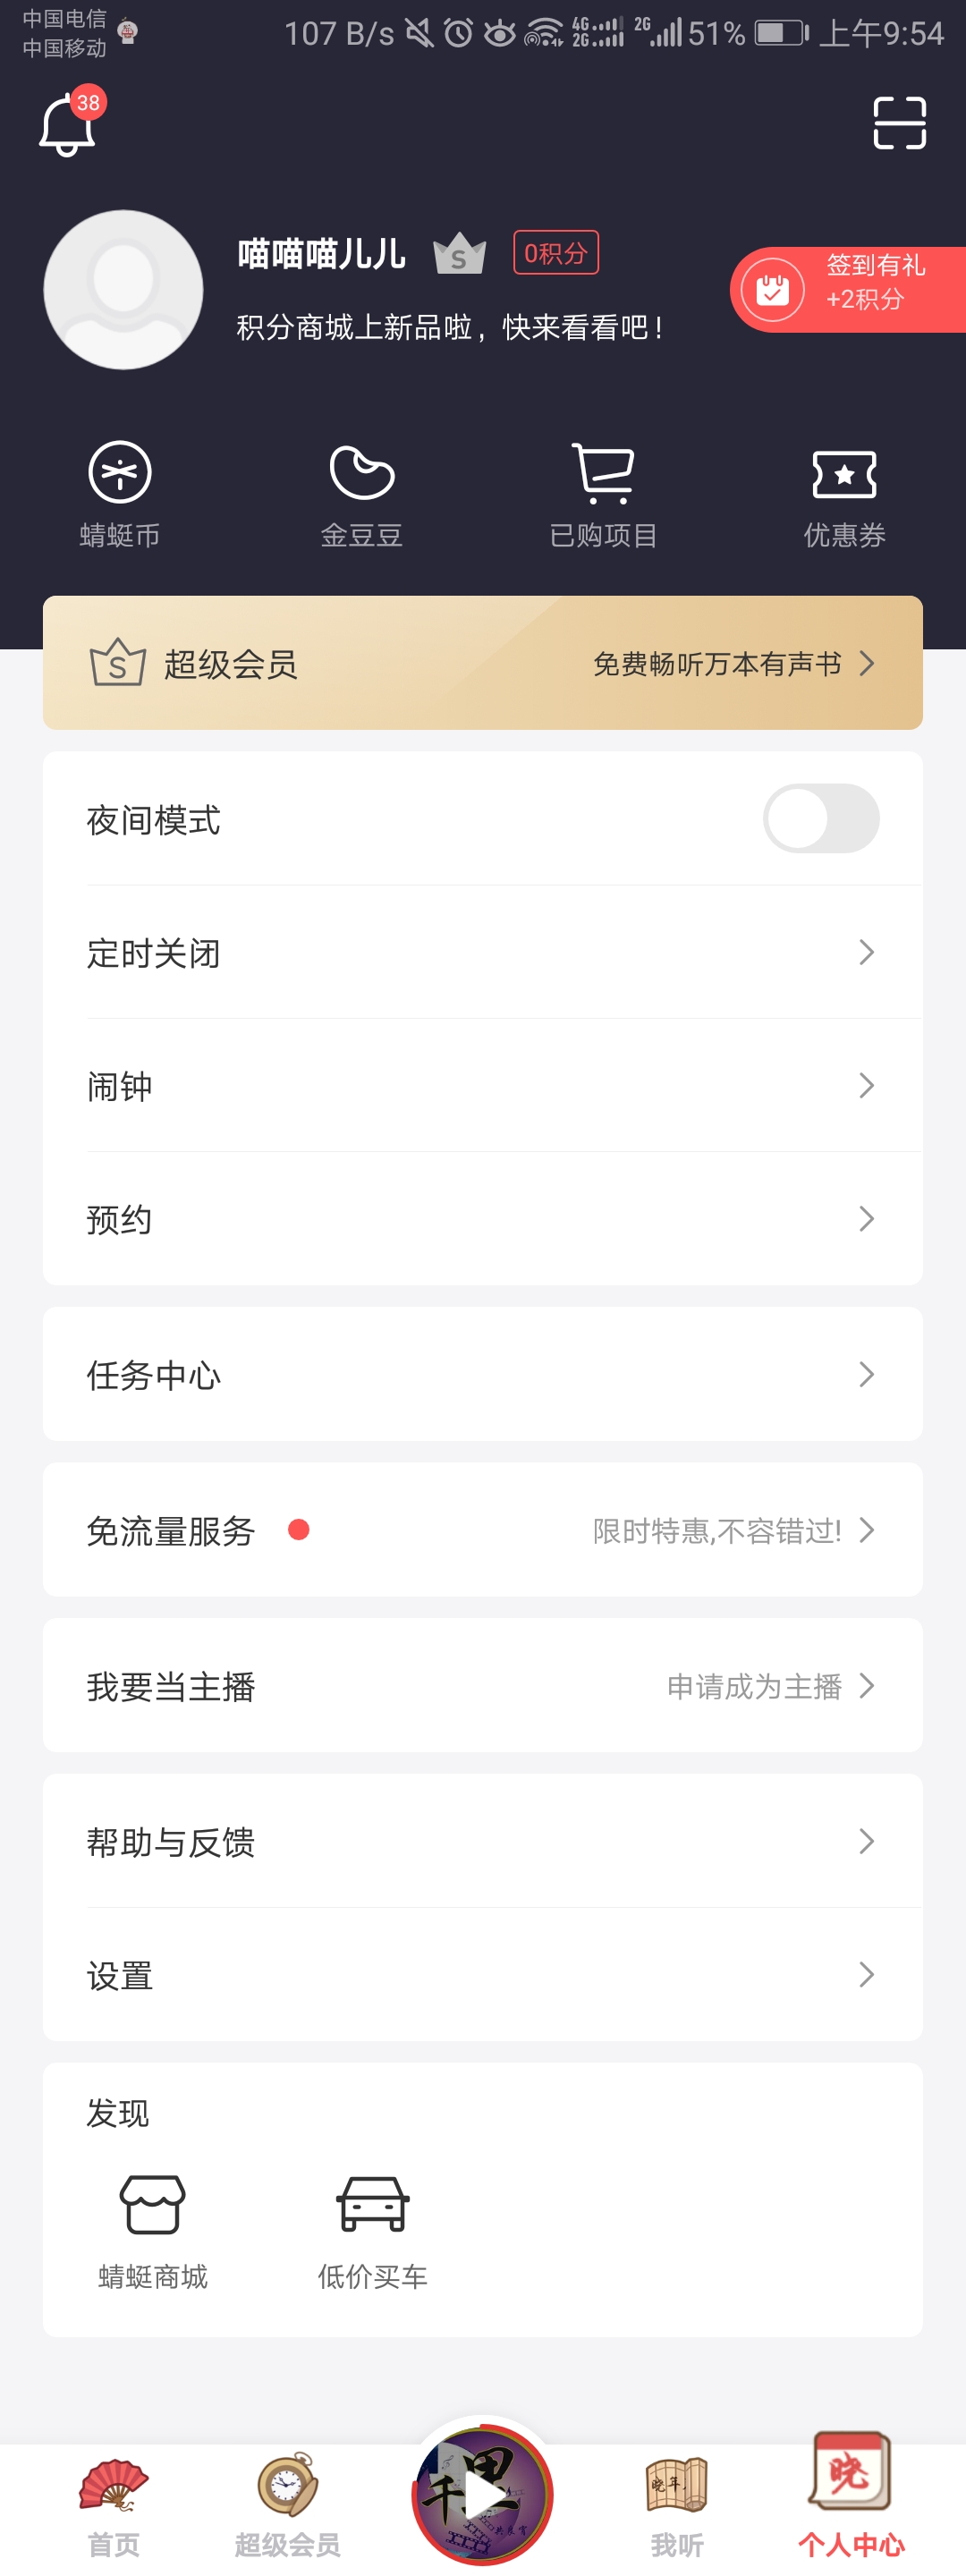 中国电信
中国移动
107 B/s 4G 2G 2G 51% 上午9:54
38
喵喵喵儿儿 S 0积分
积分商城上新品啦，快来看看吧！
签到有礼
+2积分
蜻蜓币 金豆豆 已购项目 优惠券
S 超级会员 免费畅听万本有声书
夜间模式
定时关闭
闹钟
预约
任务中心
免流量服务 限时特惠,不容错过!
我要当主播 申请成为主播
帮助与反馈
设置
发现
蜻蜓商城 低价买车
千里
晓年
晓
首页 超级会员 我听 个人中心